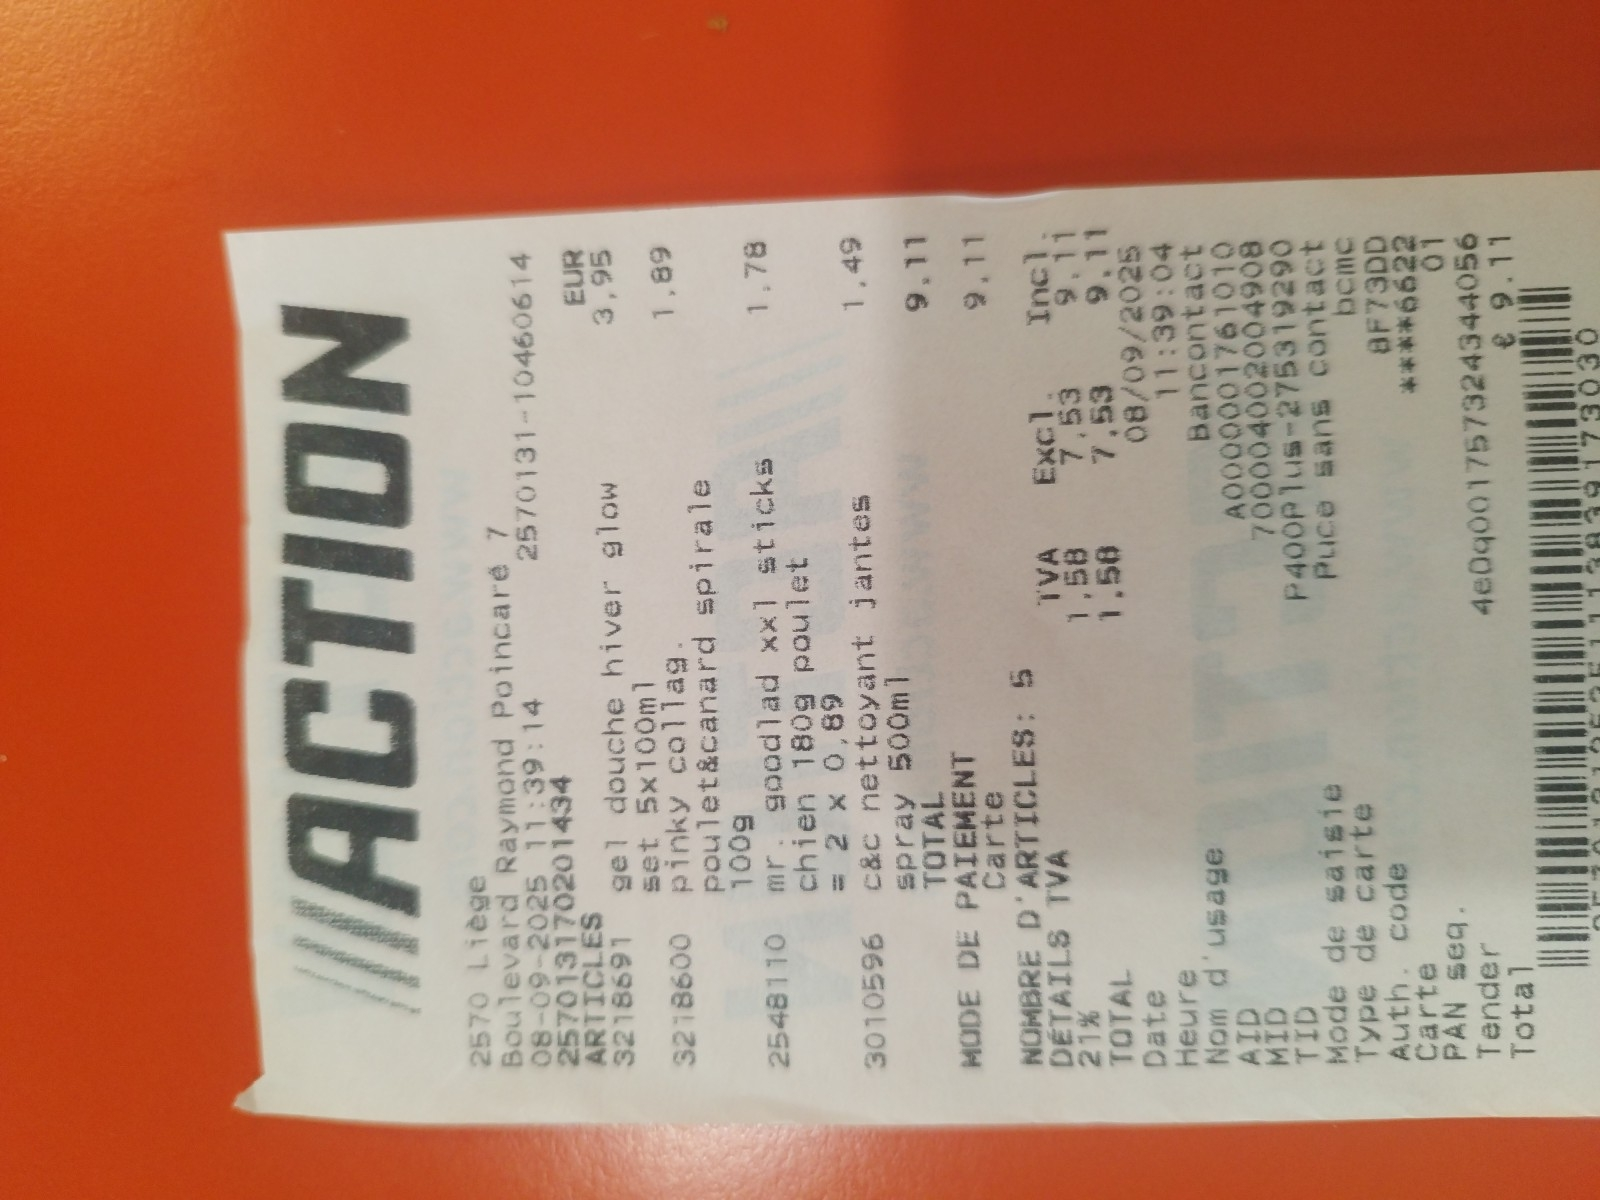 ///ACTION
2570 Liège
Boulevard Raymond Poincaré 7
08-09-2025 11:39:14 2570131-10460614
25701317020201434
ARTICLES EUR
3218691 gel douche hiver glow 3,95
set 5x100ml
3218600 pinky collag. 1,89
poulet&canard spirale
100g
2548110 mr. goodlad xxl sticks 1,78
chien 180g poulet
= 2 x 0,89
3010596 c&c nettoyant jantes 1,49
spray 500ml
TOTAL 9,11
MODE DE PAIEMENT
Carte 9,11
NOMBRE D'ARTICLES: 5
DÉTAILS TVA TVA Excl. Incl.
21% 1,58 7,53 9,11
TOTAL 1,58 7,53 9,11
Date 08/09/2025
Heure 11:39:04
Nom d'usage Bancontact
AID A0000001761010
MID 70004002004908
TID P400Plus-275319290
Mode de saisie Puce sans contact
Type de carte bcmc
Auth. code 8F73DD
Carte ****6622
PAN seq. 01
Tender 4e0q001757324344056
Total € 9.11